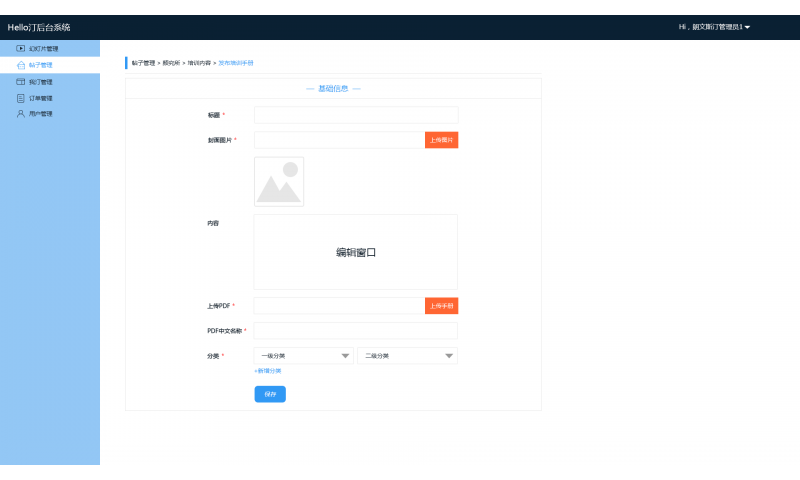 Hello汀后台系统
Hi，朗文斯汀管理员1
幻灯片管理
帖子管理
我汀管理
订单管理
用户管理
帖子管理 > 颜究所 > 培训内容 > 发布培训手册
— 基础信息 —
标题 *
封面图片 *
上传图片
内容
编辑窗口
上传PDF *
上传手册
PDF中文名称 *
分类 *
一级分类
二级分类
+新增分类
保存